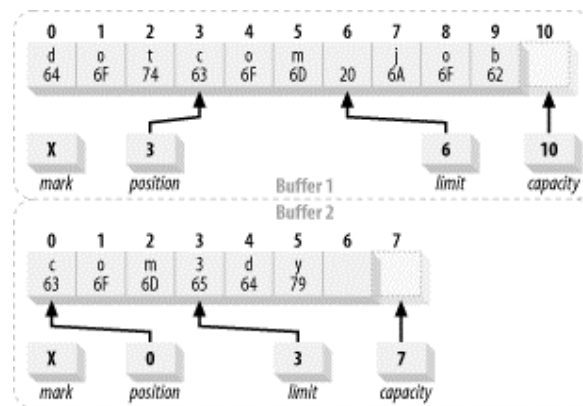 0 1 2 3 4 5 6 7 8 9 10
d o t c o m j o b
64 6F 74 63 6F 6D 20 6A 6F 62
X 3 6 10
mark position limit capacity
Buffer 1
Buffer 2
0 1 2 3 4 5 6 7
c o m 3 d y
63 6F 6D 65 64 79
X 0 3 7
mark position limit capacity